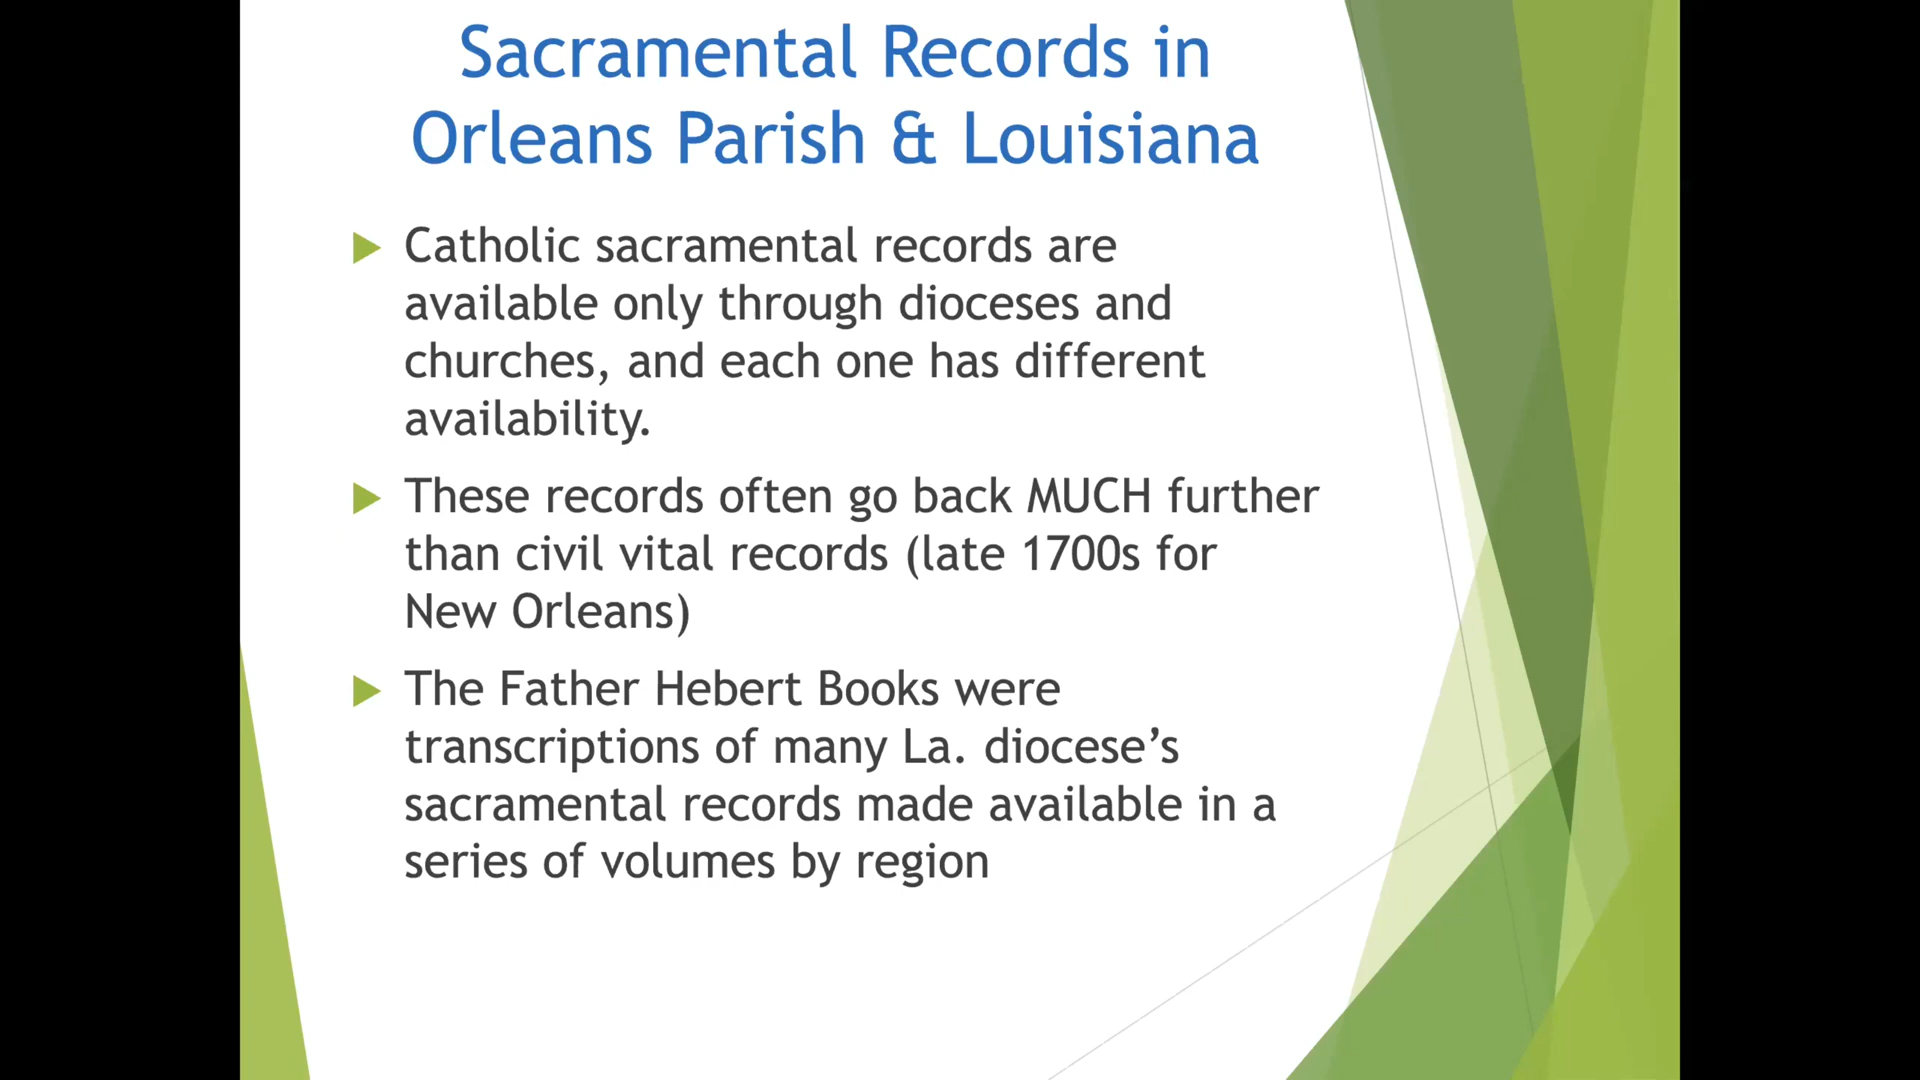 Sacramental Records in
Orleans Parish & Louisiana
Catholic sacramental records are
available only through dioceses and
churches, and each one has different
availability.
These records often go back MUCH further
than civil vital records (late 1700s for
New Orleans)
The Father Hebert Books were
transcriptions of many La. diocese’s
sacramental records made available in a
series of volumes by region